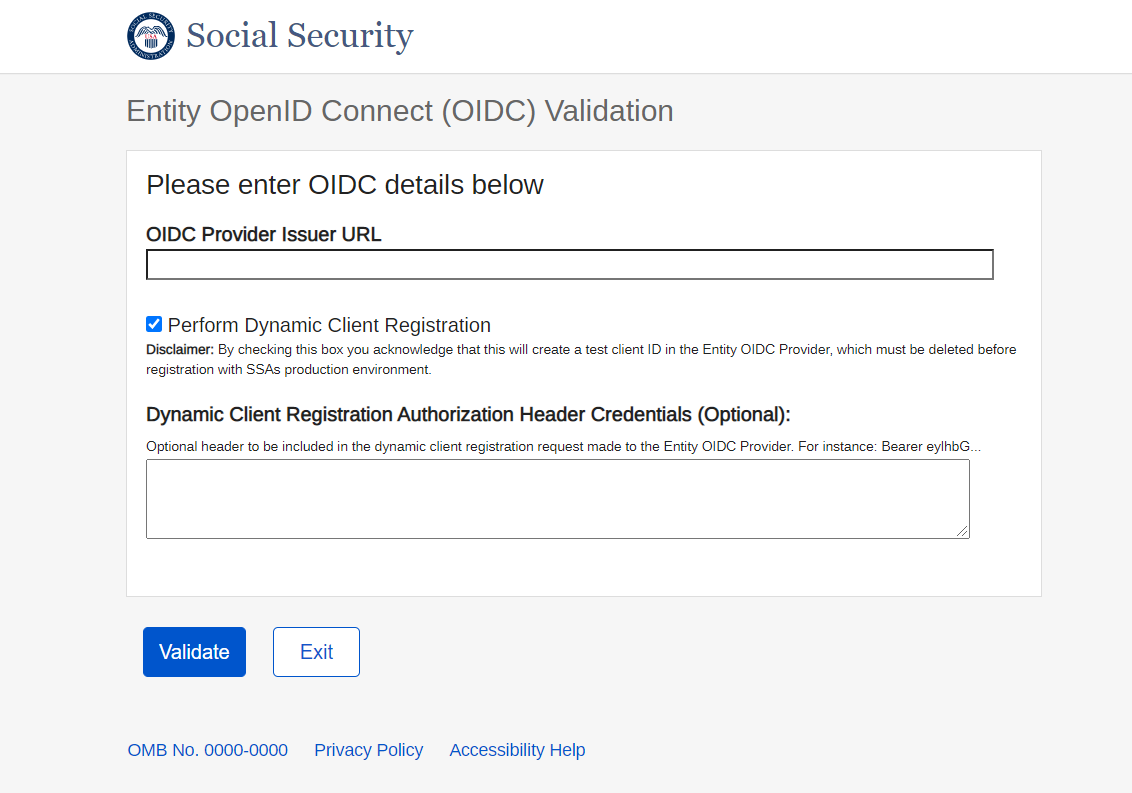 Social Security
Entity OpenID Connect (OIDC) Validation
Please enter OIDC details below
OIDC Provider Issuer URL
Perform Dynamic Client Registration
Disclaimer: By checking this box you acknowledge that this will create a test client ID in the Entity OIDC Provider, which must be deleted before
registration with SSAs production environment.
Dynamic Client Registration Authorization Header Credentials (Optional):
Optional header to be included in the dynamic client registration request made to the Entity OIDC Provider. For instance: Bearer eylhbG...
Validate
Exit
OMB No. 0000-0000
Privacy Policy
Accessibility Help